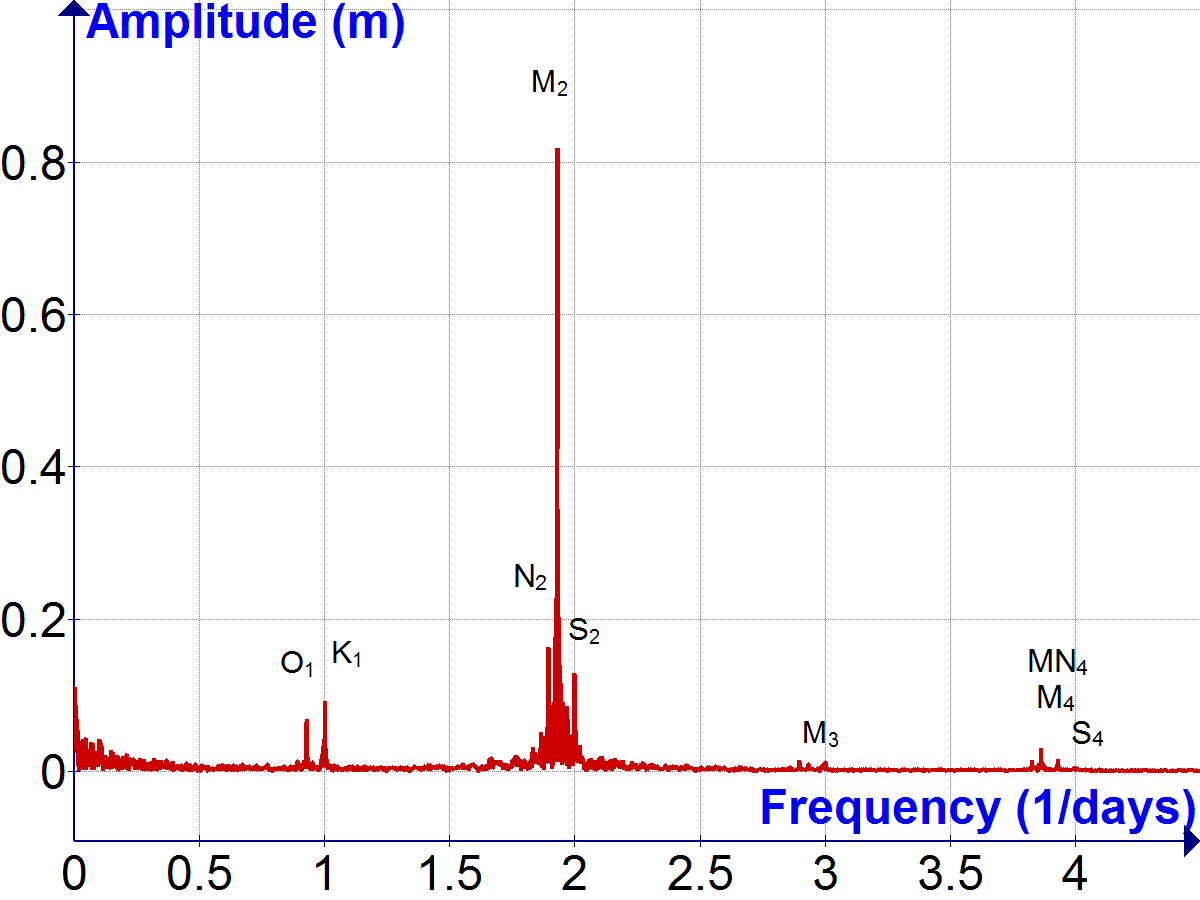 Amplitude (m)
M₂
0.8
0.6
0.4
N₂
0.2
S₂
O₁ K₁
MN₄
M₄
M₃ S₄
0
Frequency (1/days)
0 0.5 1 1.5 2 2.5 3 3.5 4